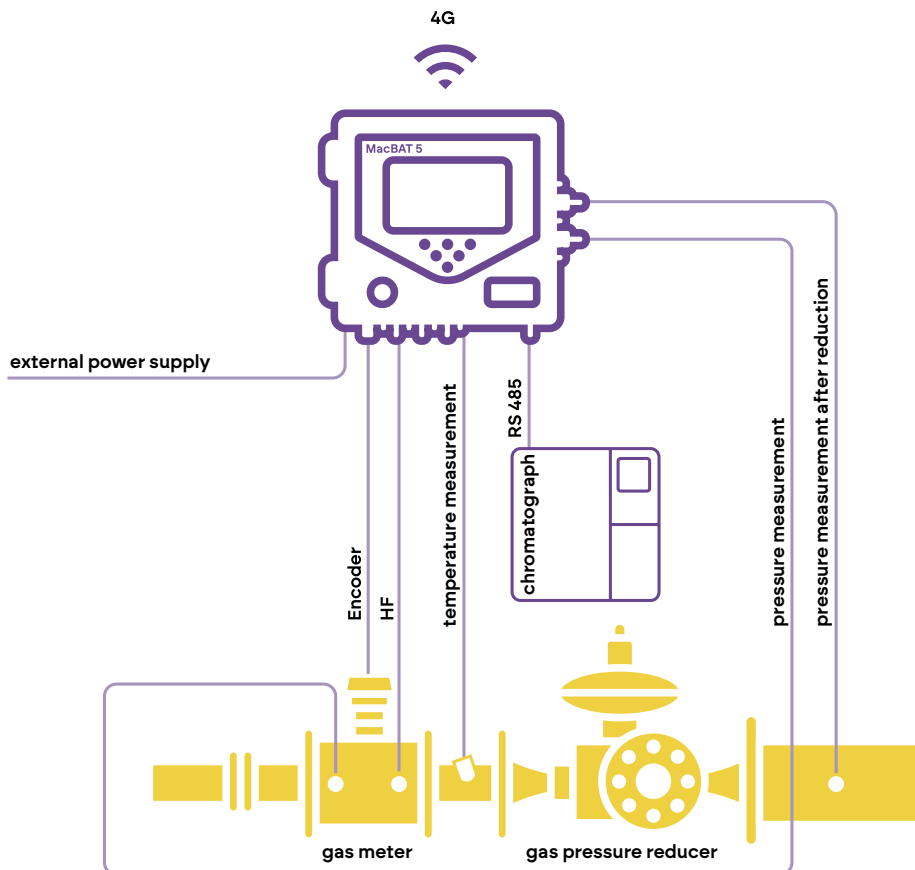 4G
MacBAT 5
external power supply
Encoder
HF
temperature measurement
RS 485
chromatograph
pressure measurement
pressure measurement after reduction
gas meter
gas pressure reducer